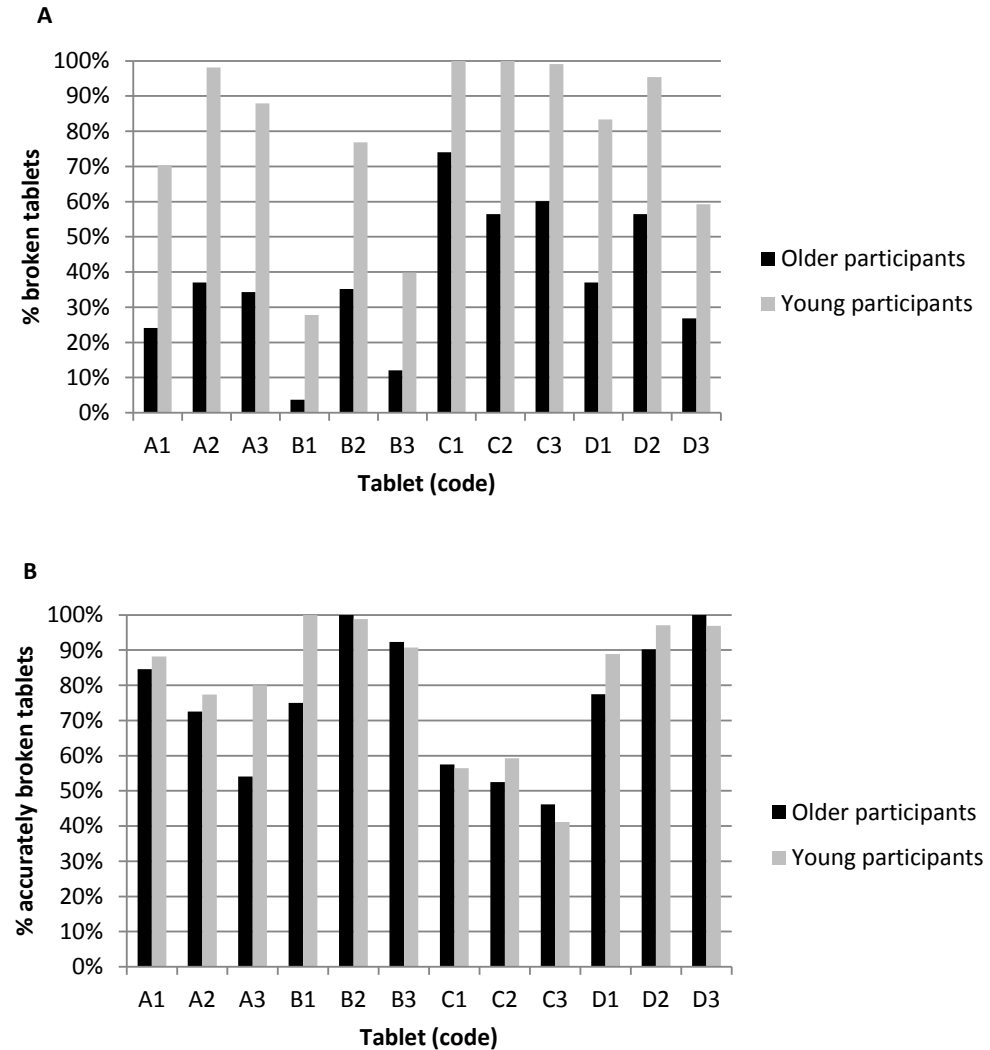 A
100%
90%
80%
70%
60%
50%
40%
30%
20%
10%
0%
% broken tablets
A1 A2 A3 B1 B2 B3 C1 C2 C3 D1 D2 D3
Tablet (code)
Older participants
Young participants
B
100%
90%
80%
70%
60%
50%
40%
30%
20%
10%
0%
% accurately broken tablets
A1 A2 A3 B1 B2 B3 C1 C2 C3 D1 D2 D3
Tablet (code)
Older participants
Young participants